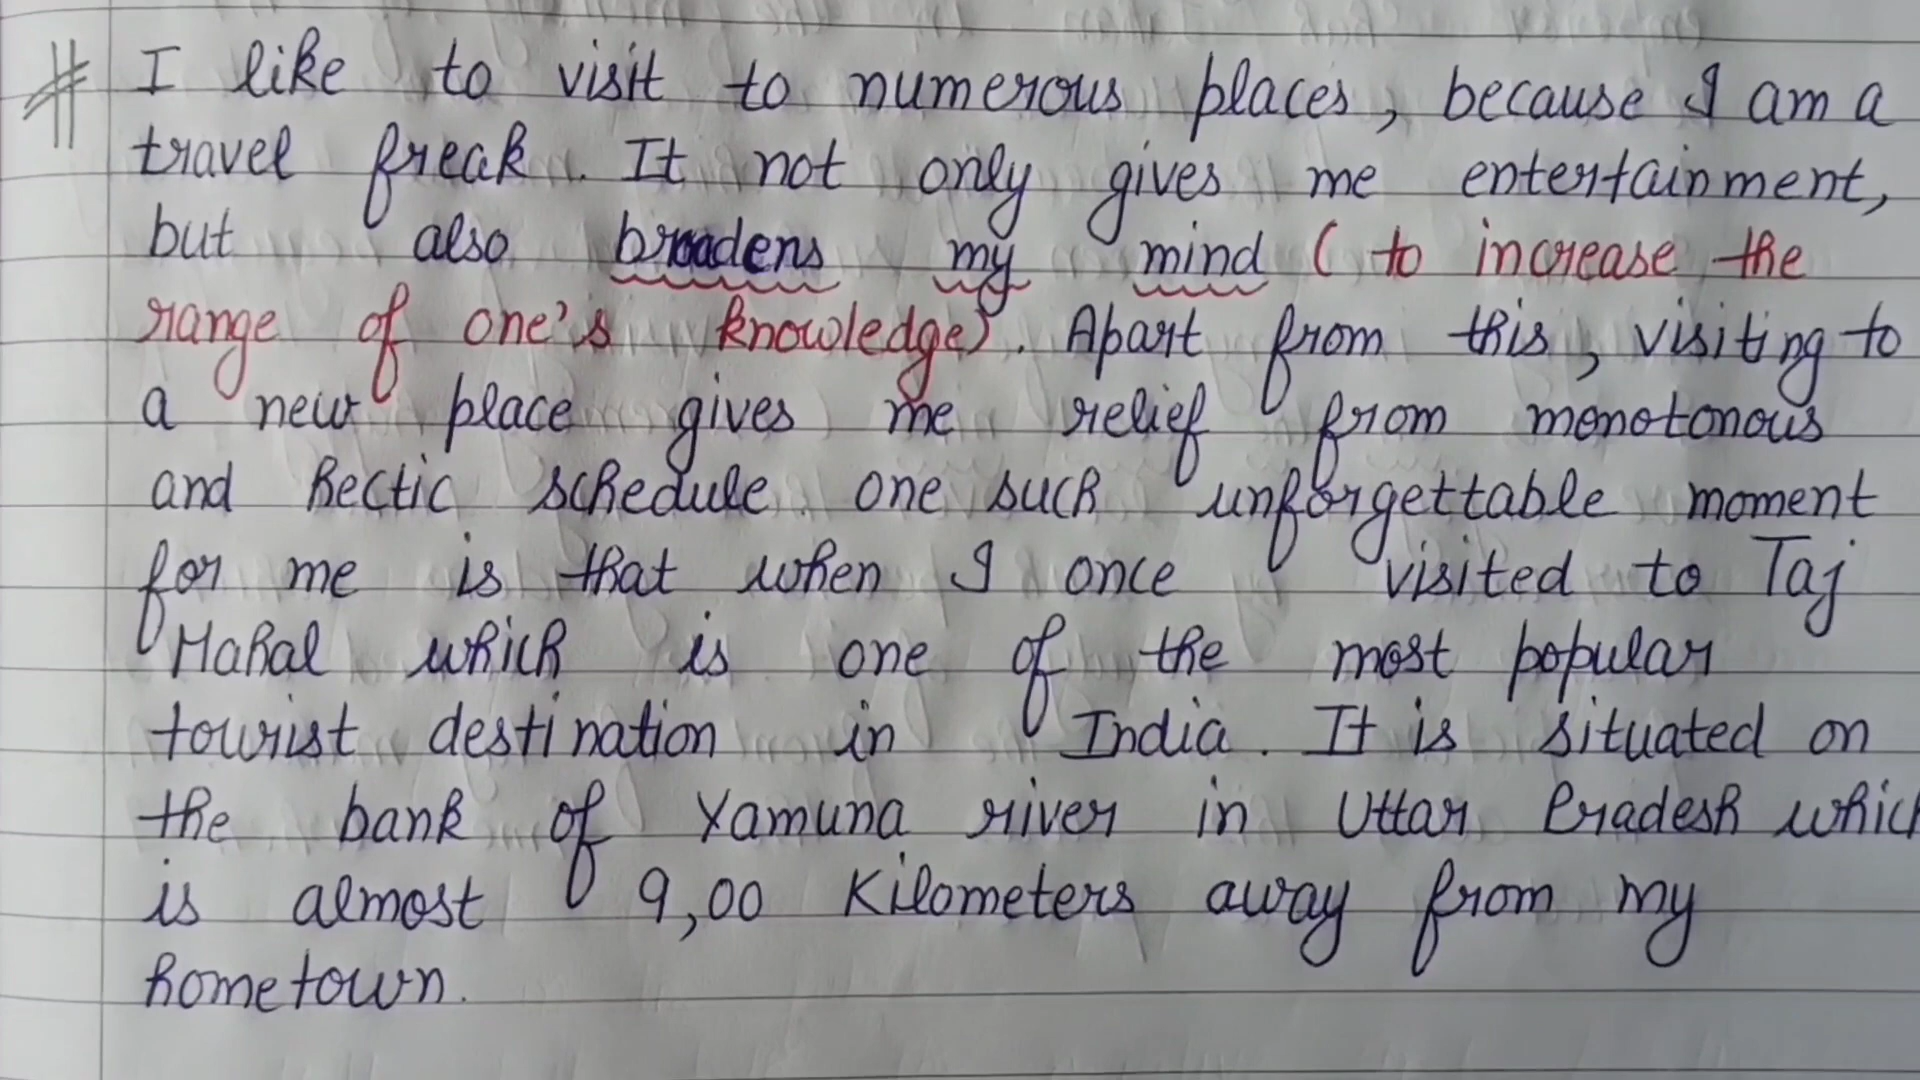 # I like to visit to numerous places, because I am a
travel freak. It not only gives me entertainment,
but also broadens my mind ( to increase the
range of one's knowledge). Apart from this, visiting to
a new place gives me relief from monotonous
and hectic schedule. one such unforgettable moment
for me is that when I once visited to Taj
Mahal which is one of the most popular
tourist destination in India. It is situated on
the bank of Yamuna river in Uttar Pradesh which
is almost 9,00 kilometers away from my
hometown.